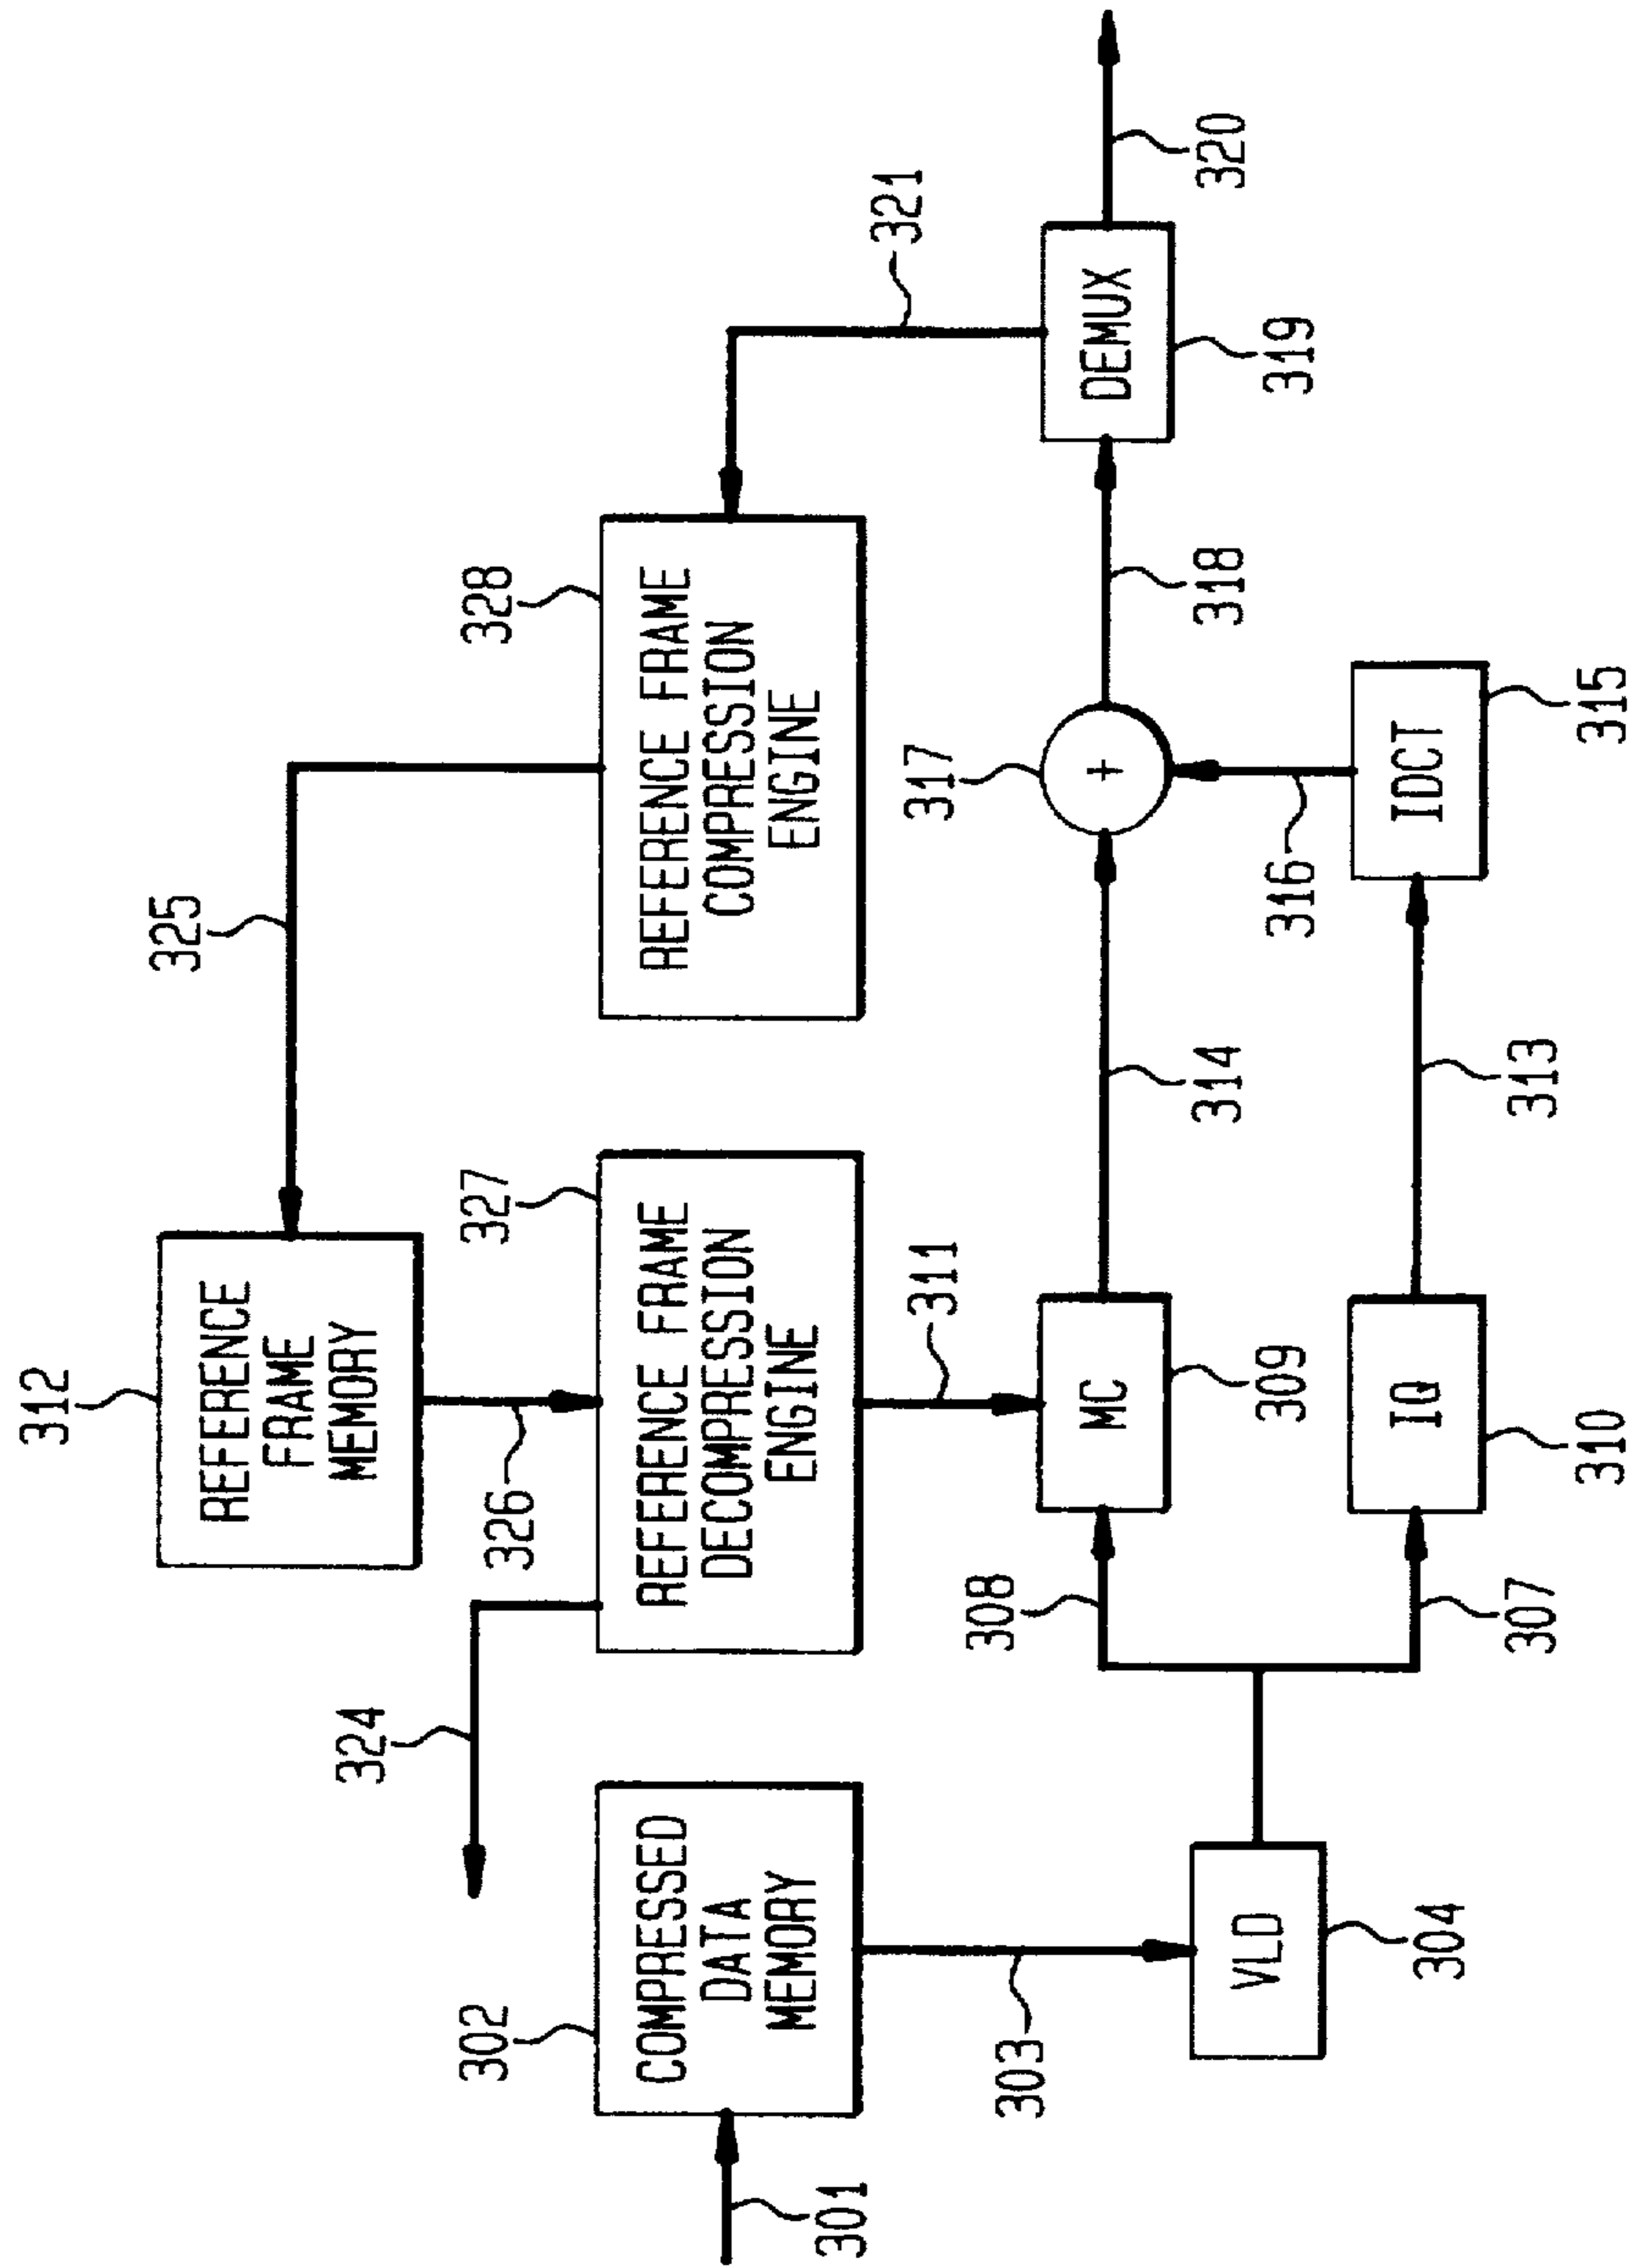 312
REFERENCE
FRAME
MEMORY
325
324
326
302
COMPRESSED
DATA
MEMORY
327
REFERENCE FRAME
DECOMPRESSION
ENGINE
328
REFERENCE FRAME
COMPRESSION
ENGINE
301
303
308
311
317
321
VLD
304
MC
309
314
+
318
DEMUX
319
320
307
IQ
310
313
316
IDCT
315